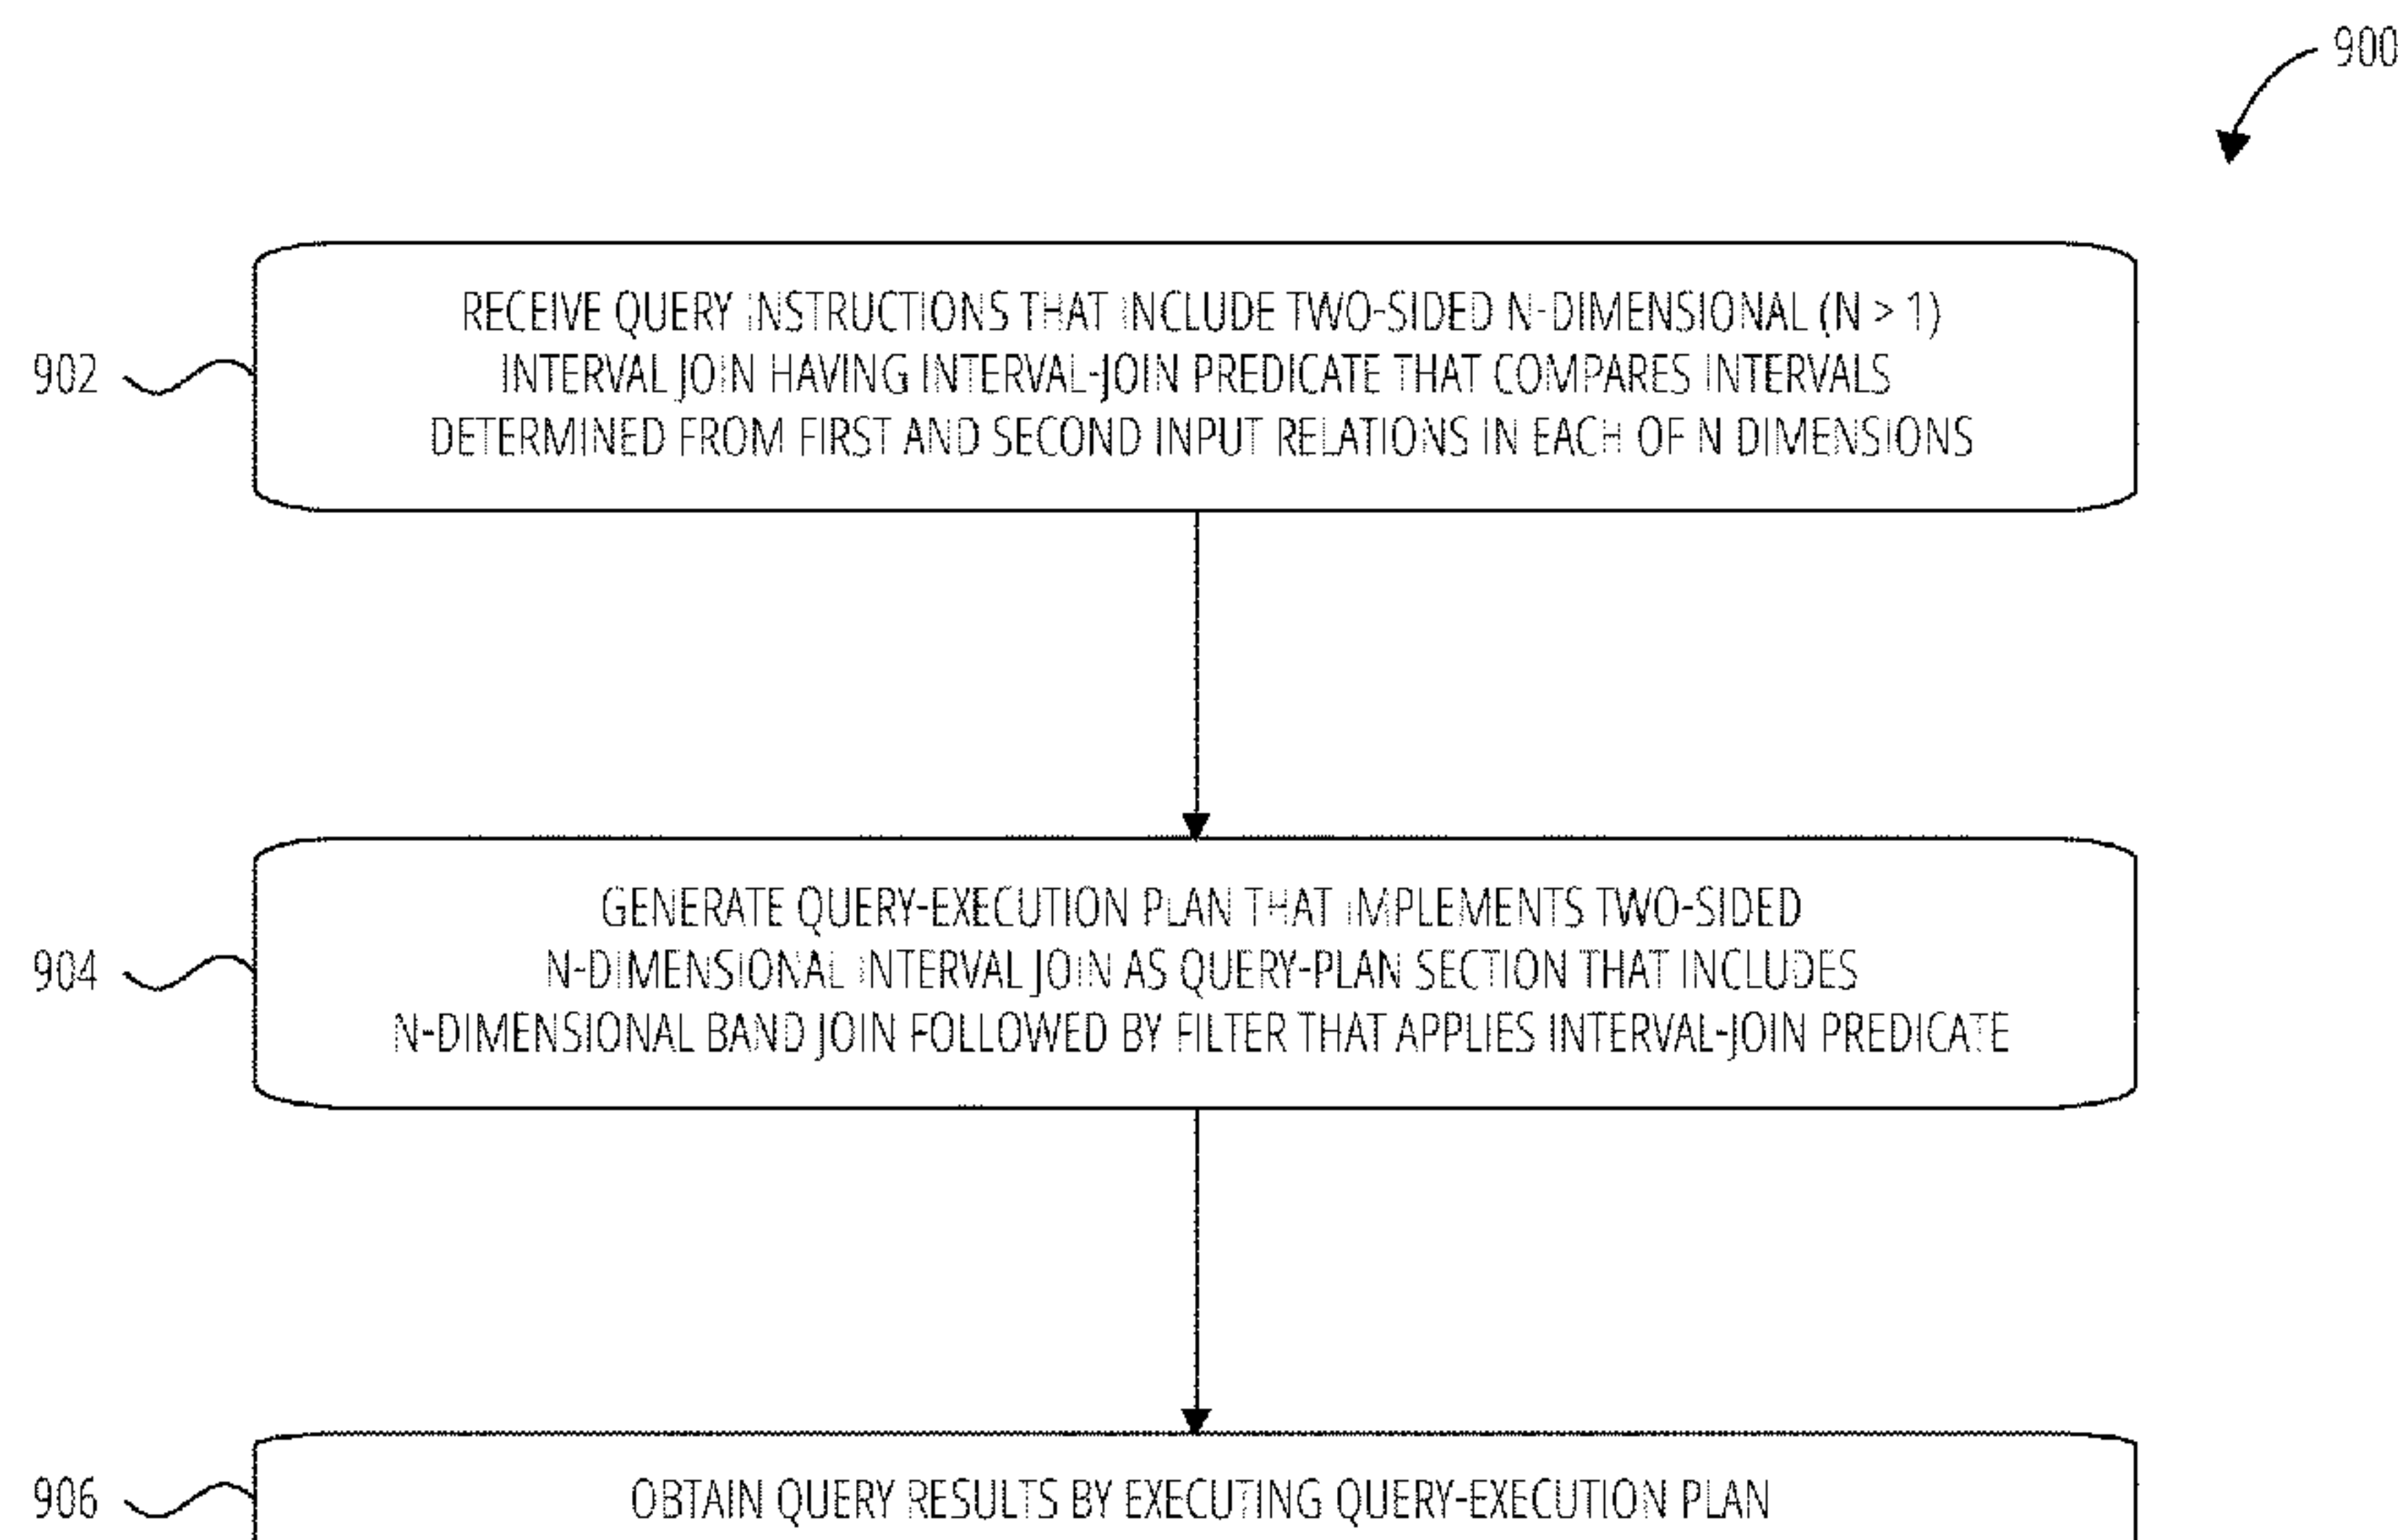 900
902
RECEIVE QUERY INSTRUCTIONS THAT INCLUDE TWO-SIDED N-DIMENSIONAL (N > 1)
INTERVAL JOIN HAVING INTERVAL-JOIN PREDICATE THAT COMPARES INTERVALS
DETERMINED FROM FIRST AND SECOND INPUT RELATIONS IN EACH OF N DIMENSIONS
904
GENERATE QUERY-EXECUTION PLAN THAT IMPLEMENTS TWO-SIDED
N-DIMENSIONAL INTERVAL JOIN AS QUERY-PLAN SECTION THAT INCLUDES
N-DIMENSIONAL BAND JOIN FOLLOWED BY FILTER THAT APPLIES INTERVAL-JOIN PREDICATE
906
OBTAIN QUERY RESULTS BY EXECUTING QUERY-EXECUTION PLAN